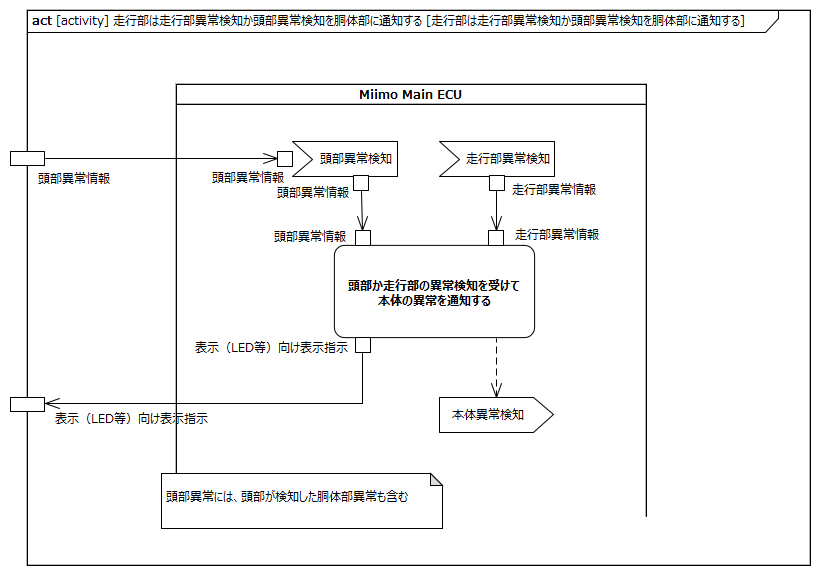 act [activity] 走行部は走行部異常検知か頭部異常検知を胴体部に通知する [走行部は走行部異常検知か頭部異常検知を胴体部に通知する]
Miimo Main ECU
頭部異常検知
走行部異常検知
頭部異常情報
頭部異常情報
頭部異常情報
走行部異常情報
頭部異常情報
走行部異常情報
頭部か走行部の異常検知を受けて
本体の異常を通知する
表示（LED等）向け表示指示
本体異常検知
表示（LED等）向け表示指示
頭部異常には、頭部が検知した胴体部異常も含む